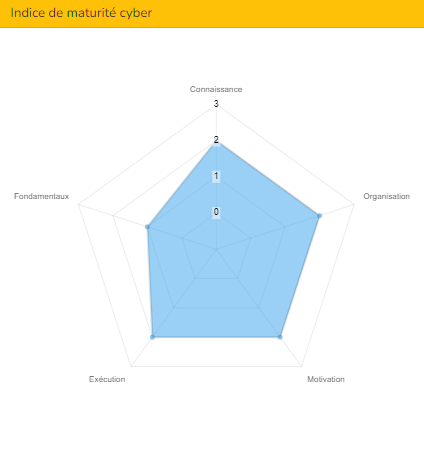 Indice de maturité cyber
Connaissance
3
2
1
0
Fondamentaux
Organisation
Exécution
Motivation